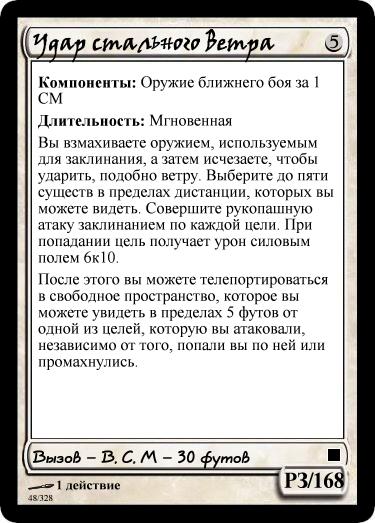 Удар стального Ветра 5
Компоненты: Оружие ближнего боя за 1
СМ
Длительность: Мгновенная
Вы взмахиваете оружием, используемым
для заклинания, а затем исчезаете, чтобы
ударить, подобно ветру. Выберите до пяти
существ в пределах дистанции, которых вы
можете видеть. Совершите рукопашную
атаку заклинанием по каждой цели. При
попадании цель получает урон силовым
полем 6к10.
После этого вы можете телепортироваться
в свободное пространство, которое вы
можете увидеть в пределах 5 футов от
одной из целей, которую вы атаковали,
независимо от того, попали вы по ней или
промахнулись.
Вызов – В, С, М – 30 футов
1 действие
48/328
РЗ/168